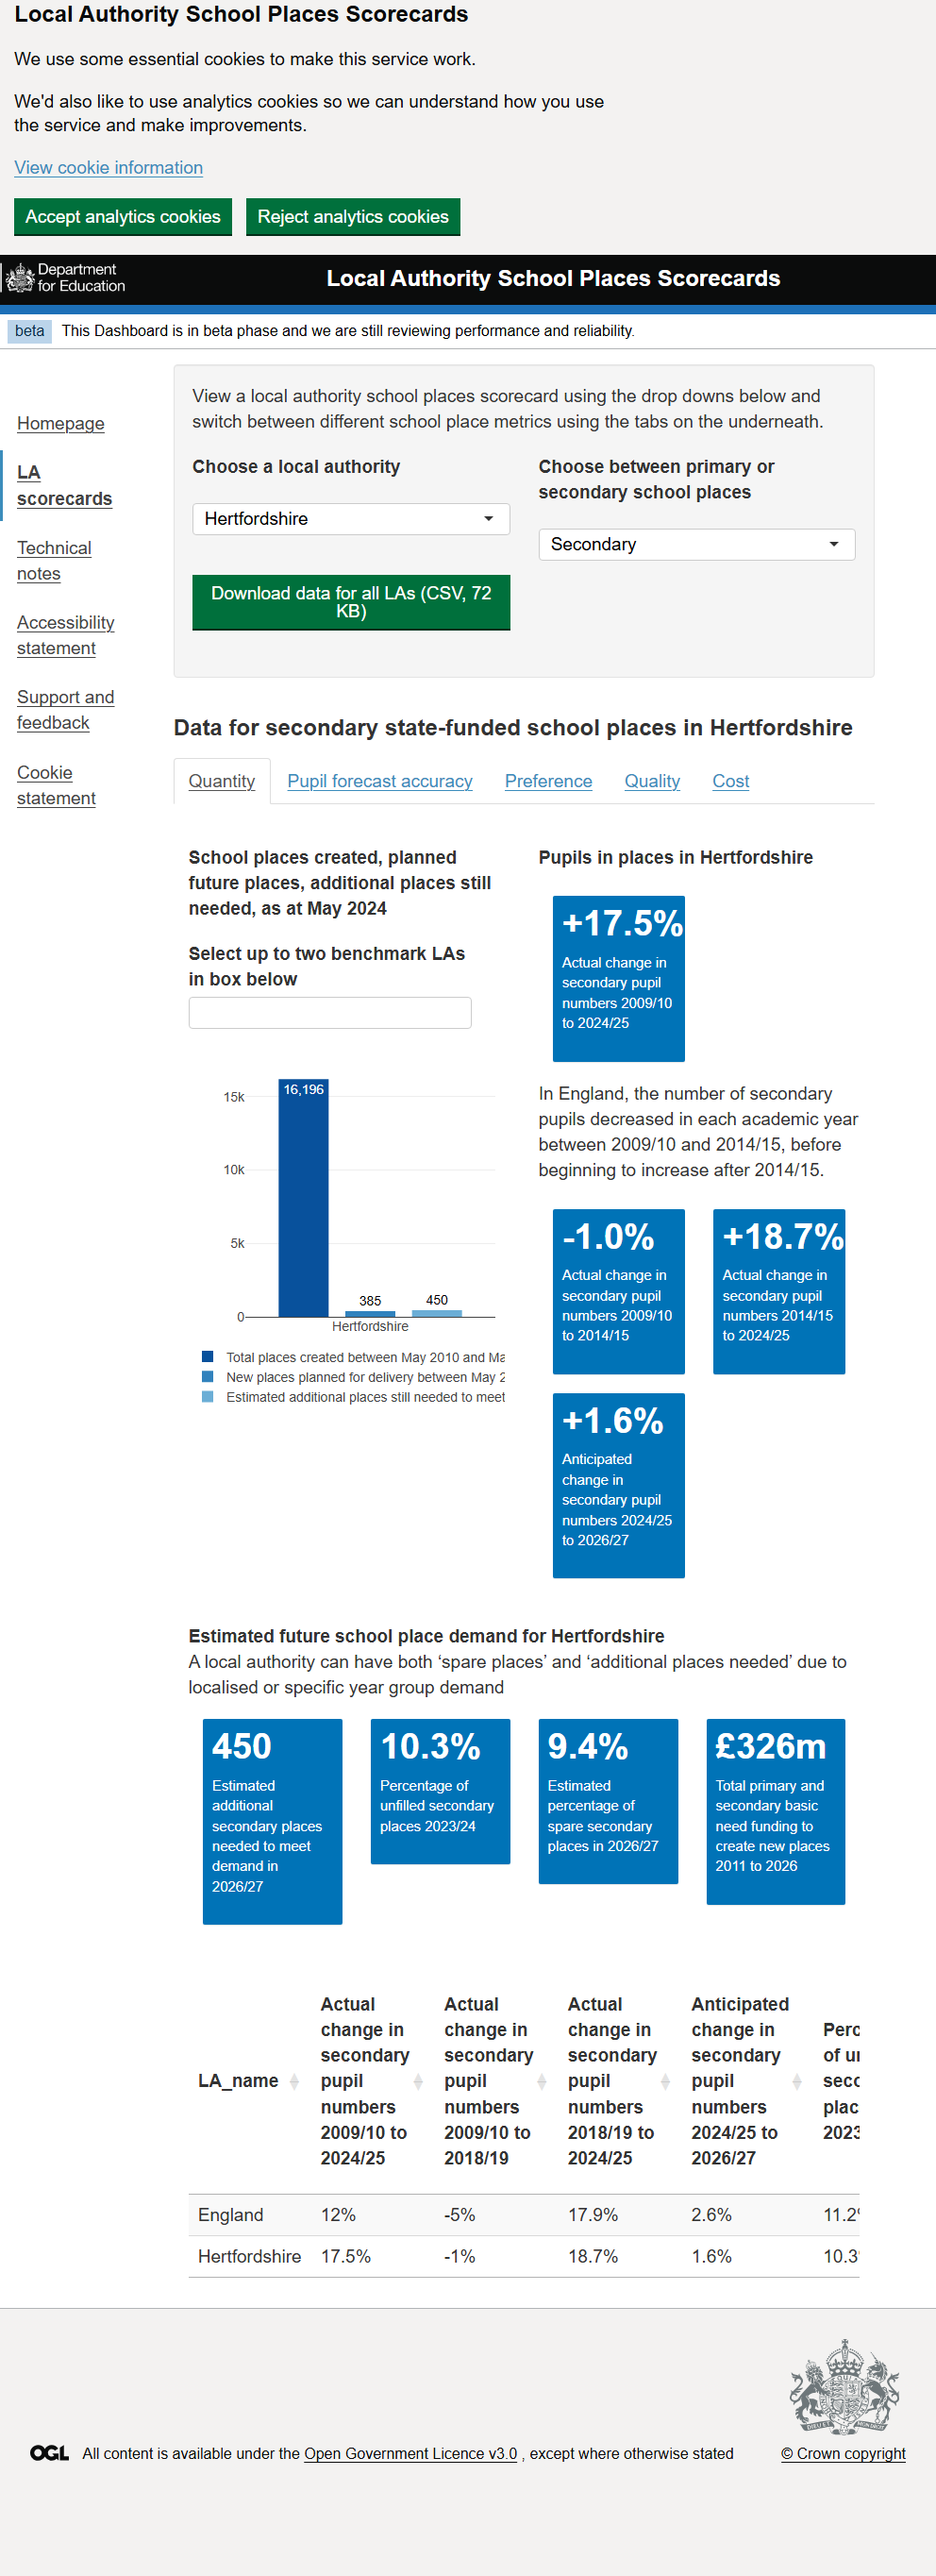 Local Authority School Places Scorecards
We use some essential cookies to make this service work.
We'd also like to use analytics cookies so we can understand how you use
the service and make improvements.
View cookie information
Accept analytics cookies
Reject analytics cookies
Department
for Education
Local Authority School Places Scorecards
beta
This Dashboard is in beta phase and we are still reviewing performance and reliability.
Homepage
LA
scorecards
Technical
notes
Accessibility
statement
Support and
feedback
Cookie
statement
View a local authority school places scorecard using the drop downs below and
switch between different school place metrics using the tabs on the underneath.
Choose a local authority
Hertfordshire
Download data for all LAs (CSV, 72
KB)
Choose between primary or
secondary school places
Secondary
Data for secondary state-funded school places in Hertfordshire
Quantity
Pupil forecast accuracy
Preference
Quality
Cost
School places created, planned
future places, additional places still
needed, as at May 2024
Select up to two benchmark LAs
in box below
15k
10k
5k
0
16,196
385
450
Hertfordshire
Total places created between May 2010 and Ma
New places planned for delivery between May 2
Estimated additional places still needed to meet
Pupils in places in Hertfordshire
+17.5%
Actual change in
secondary pupil
numbers 2009/10
to 2024/25
In England, the number of secondary
pupils decreased in each academic year
between 2009/10 and 2014/15, before
beginning to increase after 2014/15.
-1.0%
Actual change in
secondary pupil
numbers 2009/10
to 2014/15
+18.7%
Actual change in
secondary pupil
numbers 2014/15
to 2024/25
+1.6%
Anticipated
change in
secondary pupil
numbers 2024/25
to 2026/27
Estimated future school place demand for Hertfordshire
A local authority can have both ‘spare places’ and ‘additional places needed’ due to
localised or specific year group demand
450
Estimated
additional
secondary places
needed to meet
demand in
2026/27
10.3%
Percentage of
unfilled secondary
places 2023/24
9.4%
Estimated
percentage of
spare secondary
places in 2026/27
£326m
Total primary and
secondary basic
need funding to
create new places
2011 to 2026
LA_name
Actual
change in
secondary
pupil
numbers
2009/10 to
2024/25
Actual
change in
secondary
pupil
numbers
2009/10 to
2018/19
Actual
change in
secondary
pupil
numbers
2018/19 to
2024/25
Anticipated
change in
secondary
pupil
numbers
2024/25 to
2026/27
Perc
of u
secc
plac
2023
England 12% -5% 17.9% 2.6% 11.2
Hertfordshire 17.5% -1% 18.7% 1.6% 10.3
OGL All content is available under the Open Government Licence v3.0 , except where otherwise stated
© Crown copyright